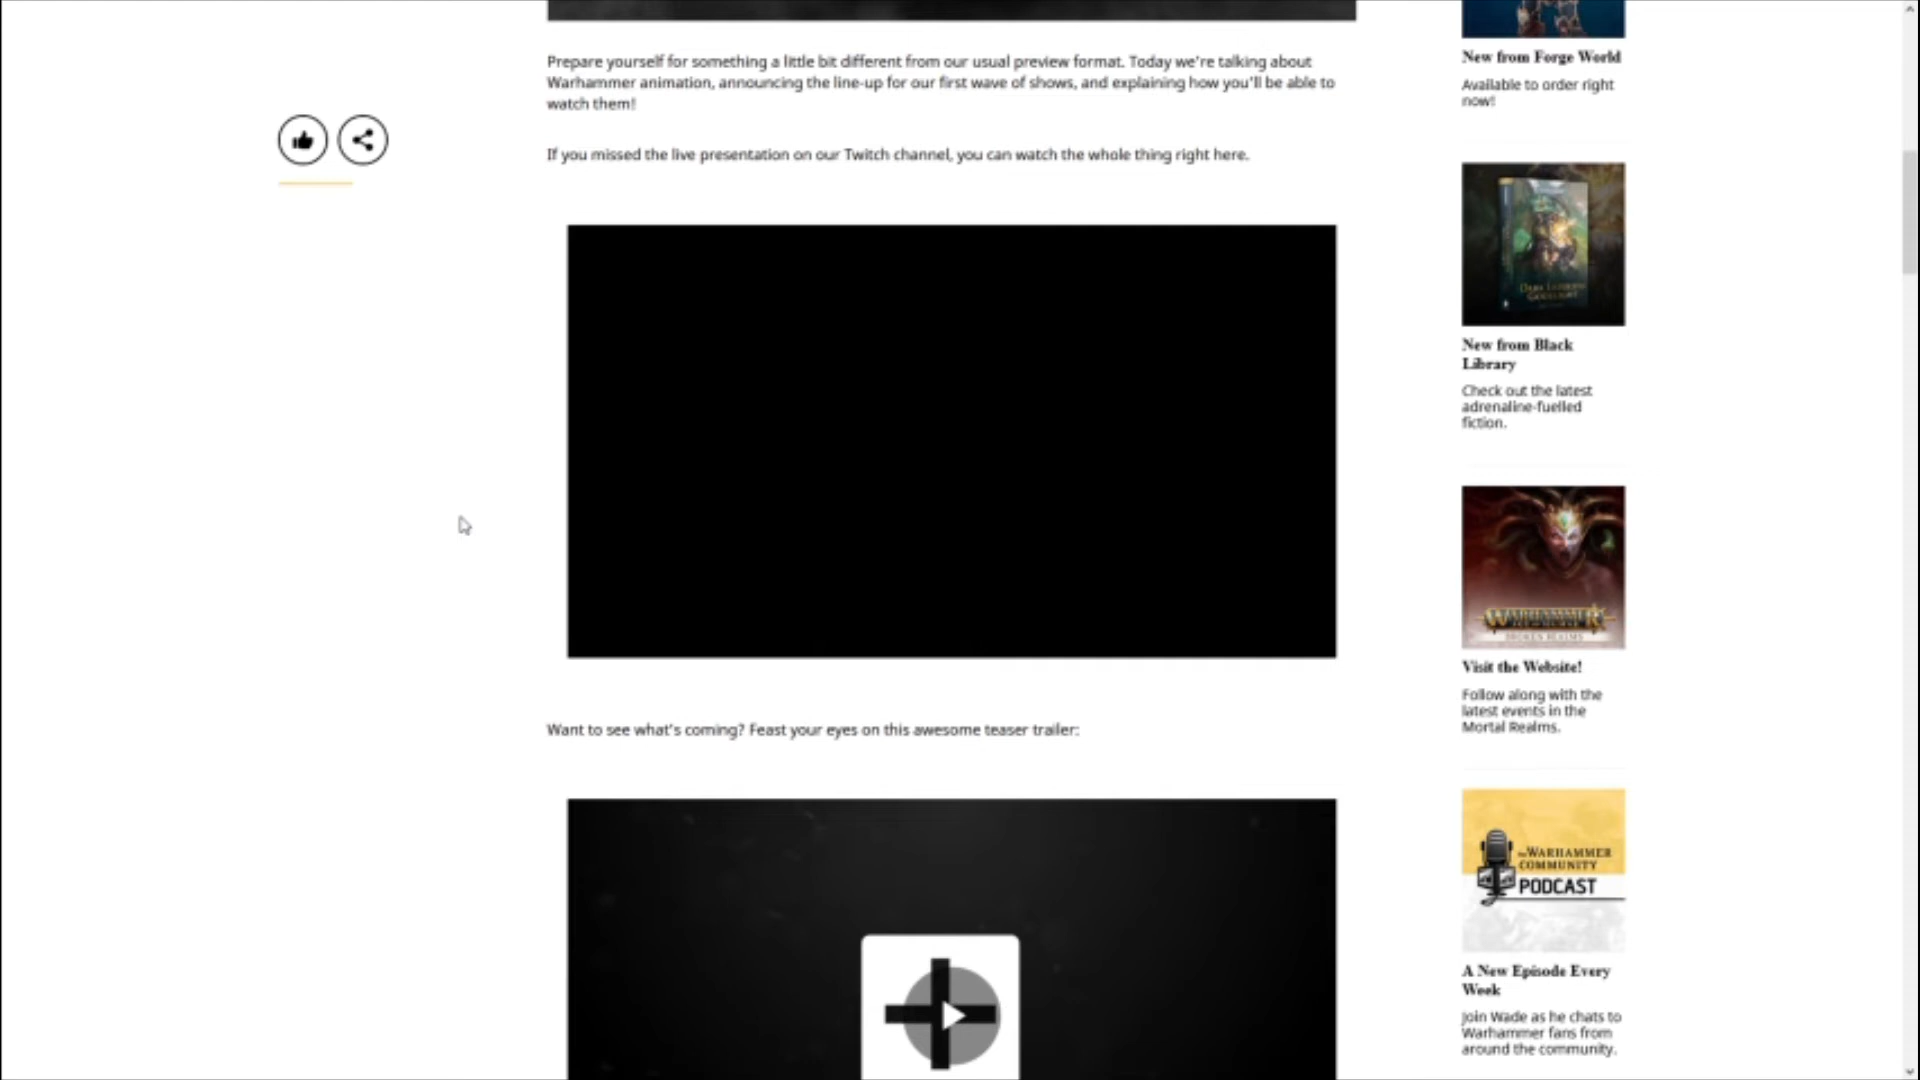 Prepare yourself for something a little bit different from our usual preview format. Today we're talking about
Warhammer animation, announcing the line-up for our first wave of shows, and explaining how you'll be able to
watch them!
If you missed the live presentation on our Twitch channel, you can watch the whole thing right here.
Want to see what's coming? Feast your eyes on this awesome teaser trailer:
New from Forge World
Available to order right
now!
New from Black
Library
Check out the latest
adrenaline-fuelled
fiction.
WARHAMMER
BROKEN REALMS
Visit the Website!
Follow along with the
latest events in the
Mortal Realms.
THE WARHAMMER
COMMUNITY
PODCAST
A New Episode Every
Week
Join Wade as he chats to
Warhammer fans from
around the community.